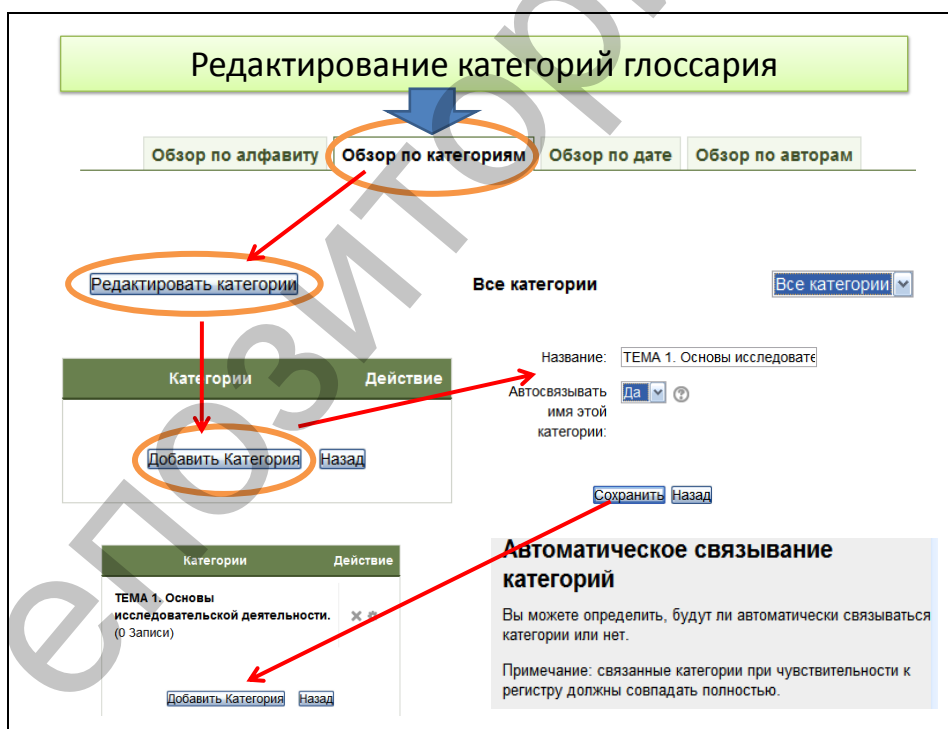 Редактирование категорий глоссария
Обзор по алфавиту Обзор по категориям Обзор по дате Обзор по авторам
Редактировать категории Все категории Все категории
Категории Действие
Добавить Категория Назад
Название: ТЕМА 1. Основы исследовате
Автосвязывать Да
имя этой
категории:
Сохранить Назад
Категории Действие
ТЕМА 1. Основы
исследовательской деятельности.
(0 Записи)
Добавить Категория Назад
Автоматическое связывание
категорий
Вы можете определить, будут ли автоматически связываться
категории или нет.
Примечание: связанные категории при чувствительности к
регистру должны совпадать полностью.
епозитор